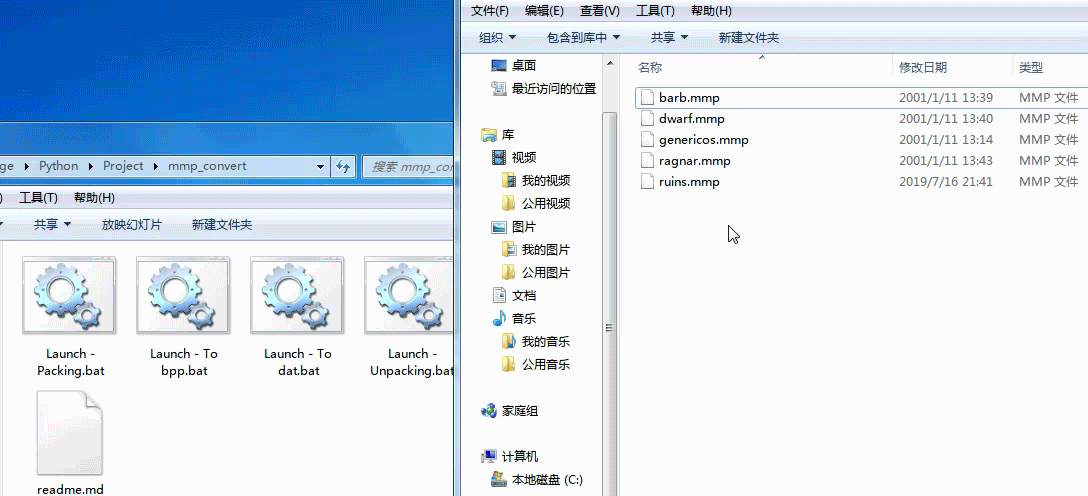 文件(F) 编辑(E) 查看(V) 工具(T) 帮助(H)
组织 包含到库中 共享 新建文件夹
桌面
最近访问的位置
库
视频
我的视频
公用视频
图片
我的图片
公用图片
文档
音乐
我的音乐
公用音乐
家庭组
计算机
本地磁盘 (C:)
名称 修改日期 类型
barb.mmp 2001/1/11 13:39 MMP 文件
dwarf.mmp 2001/1/11 13:40 MMP 文件
genericos.mmp 2001/1/11 13:14 MMP 文件
ragnar.mmp 2001/1/11 13:43 MMP 文件
ruins.mmp 2019/7/16 21:41 MMP 文件
ge Python Project mmp_convert 搜索 mmp_con
) 工具(T) 帮助(H)
共享 放映幻灯片 新建文件夹
Launch -
Packing.bat
Launch - To
bpp.bat
Launch - To
dat.bat
Launch -
Unpacking.bat
readme.md